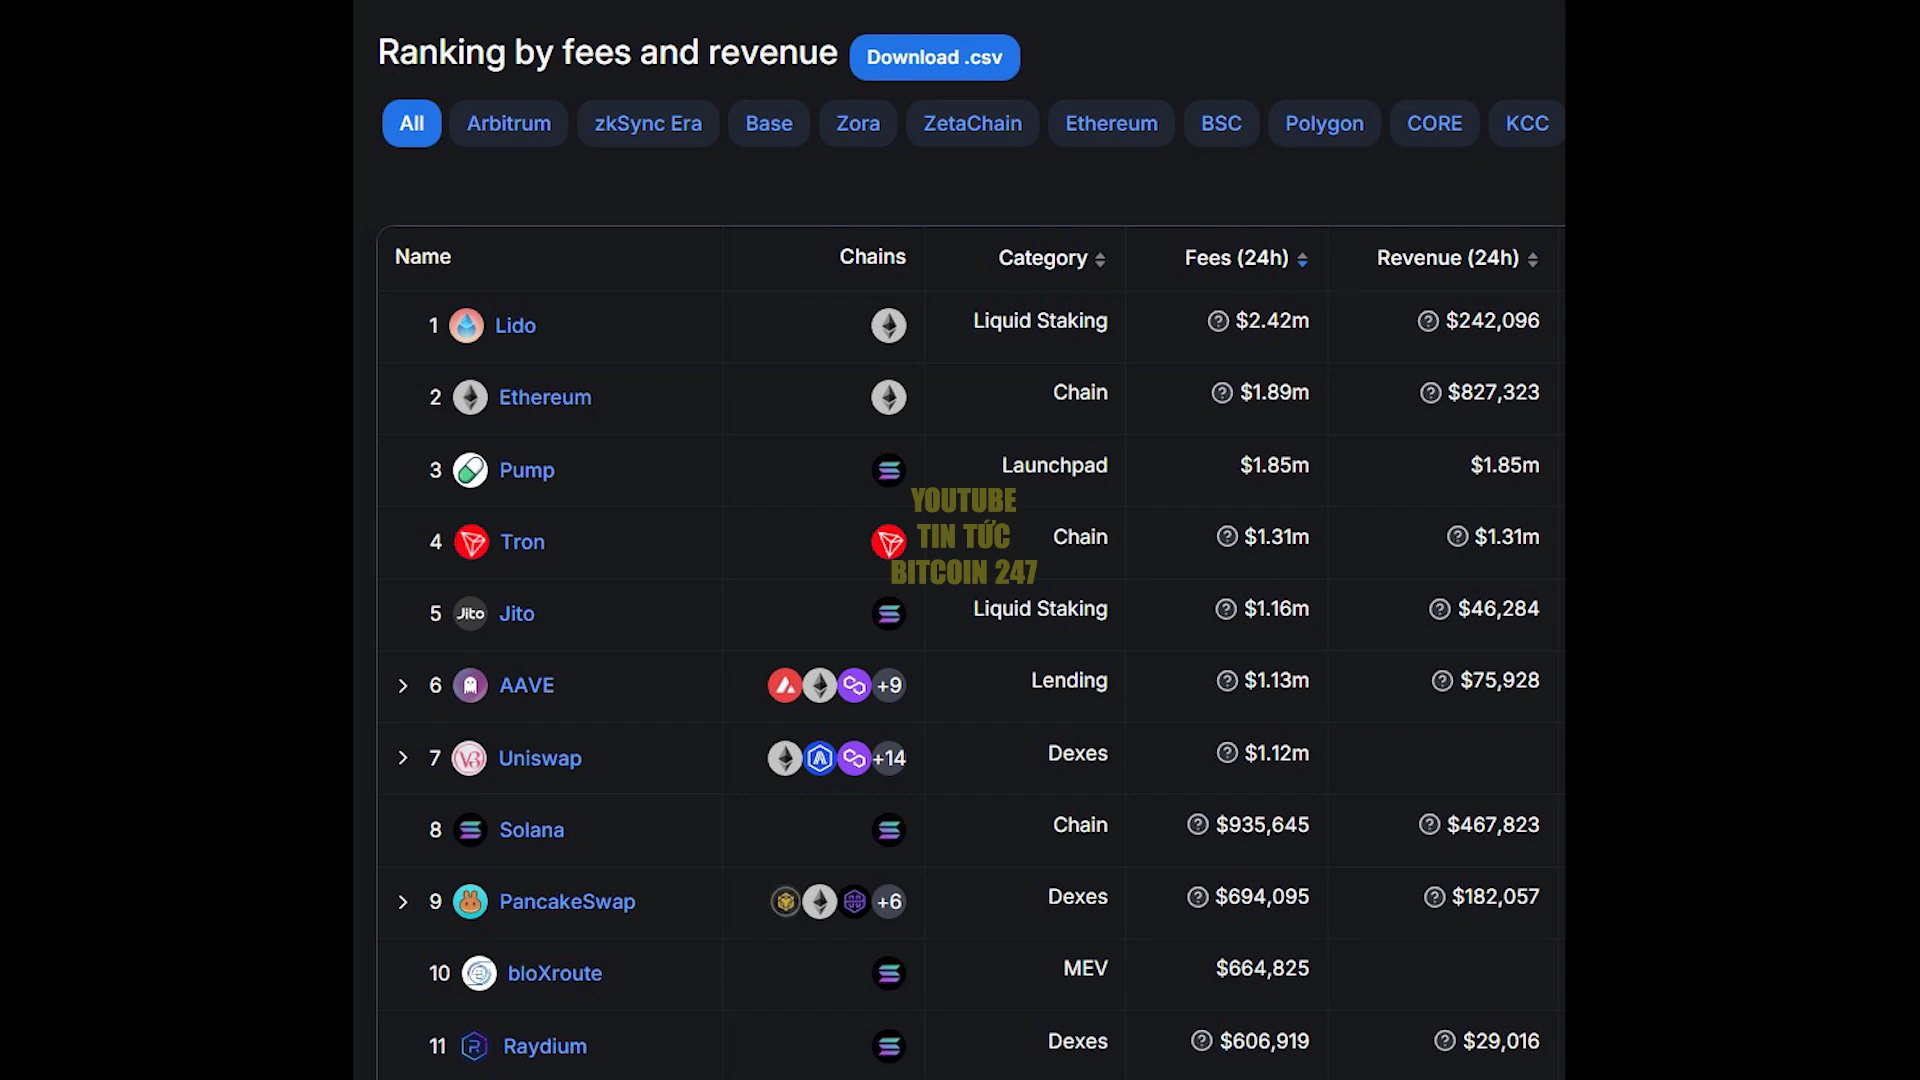 Ranking by fees and revenue Download .csv
All Arbitrum zkSync Era Base Zora ZetaChain Ethereum BSC Polygon CORE KCC
Name Chains Category Fees (24h) Revenue (24h)
1 Lido Liquid Staking $2.42m $242,096
2 Ethereum Chain $1.89m $827,323
3 Pump Launchpad $1.85m $1.85m
YOUTUBE
TIN TỨC
BITCOIN 247
4 Tron Chain $1.31m $1.31m
5 Jito Jito Liquid Staking $1.16m $46,284
6 AAVE +9 Lending $1.13m $75,928
7 Uniswap +14 Dexes $1.12m
8 Solana Chain $935,645 $467,823
9 PancakeSwap +6 Dexes $694,095 $182,057
10 bloXroute MEV $664,825
11 Raydium Dexes $606,919 $29,016